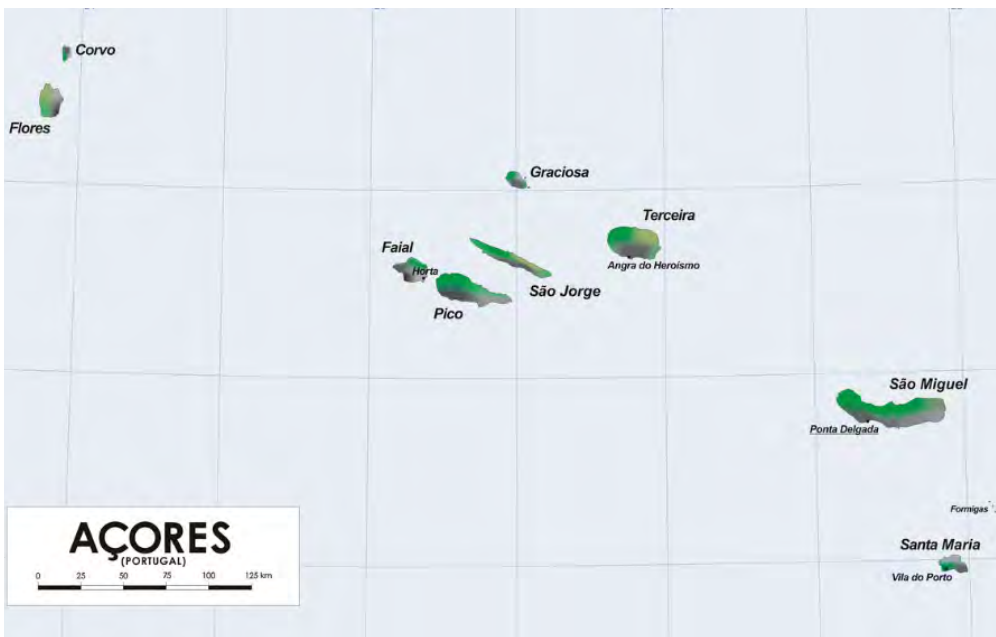 Corvo
Flores
Graciosa
Terceira
Faial
Horta
Angra do Heroísmo
São Jorge
Pico
São Miguel
Ponta Delgada
Formigas
Santa Maria
Vila do Porto
AÇORES
(PORTUGAL)
0 25 50 75 100 125 km